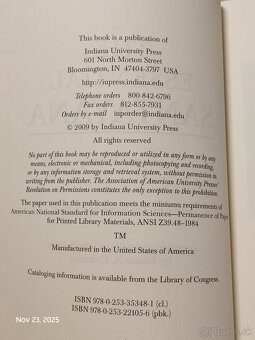 This book is a publication of
Indiana University Press
601 North Morton Street
Bloomington, IN 47404-3797 USA
http://iupress.indiana.edu
Telephone orders 800-842-6796
Fax orders 812-855-7931
Orders by e-mail iuporder@indiana.edu
© 2009 by Indiana University Press
All rights reserved
No part of this book may be reproduced or utilized in any form or by any
means, electronic or mechanical, including photocopying and recording,
or by any information storage and retrieval system, without permission in
writing from the publisher. The Association of American University Presses'
Resolution on Permissions constitutes the only exception to this prohibition.
The paper used in this publication meets the miniumu requirements of
American National Standard for Information Sciences—Permanence of Paper
for Printed Library Materials, ANSI Z39.48-1984
TM
Manufactured in the United States of America
Cataloging information is available from the Library of Congress.
ISBN 978-0-253-35348-1 (cl.)
ISBN 978-0-253-22105-6 (pbk.)
Nov 23, 2025
bazos.sk